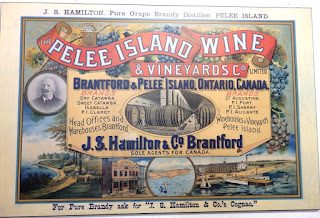 J. S. HAMILTON, Pure Grape Brandy Distiller, PELEE ISLAND.
THE PELEE ISLAND WINE
& VINEYARDS Co. LIMITED
BRANTFORD & PELEE ISLAND, ONTARIO, CANADA.
BRANDS
DRY CATAWBA
SWEET CATAWBA
ISABELLA
P.I. CLARET
BRANDS
ST AUGUSTINE
P.I. PORT
P.I. SHERRY
P.I. ALICANTE
Head Offices and
Warehouses Brantford
Winehouses & Vineyards
Pelee Island.
J.S. Hamilton & Co. Brantford
SOLE AGENTS FOR CANADA.
For Pure Brandy ask for "J. S. Hamilton & Co.'s Cognac."